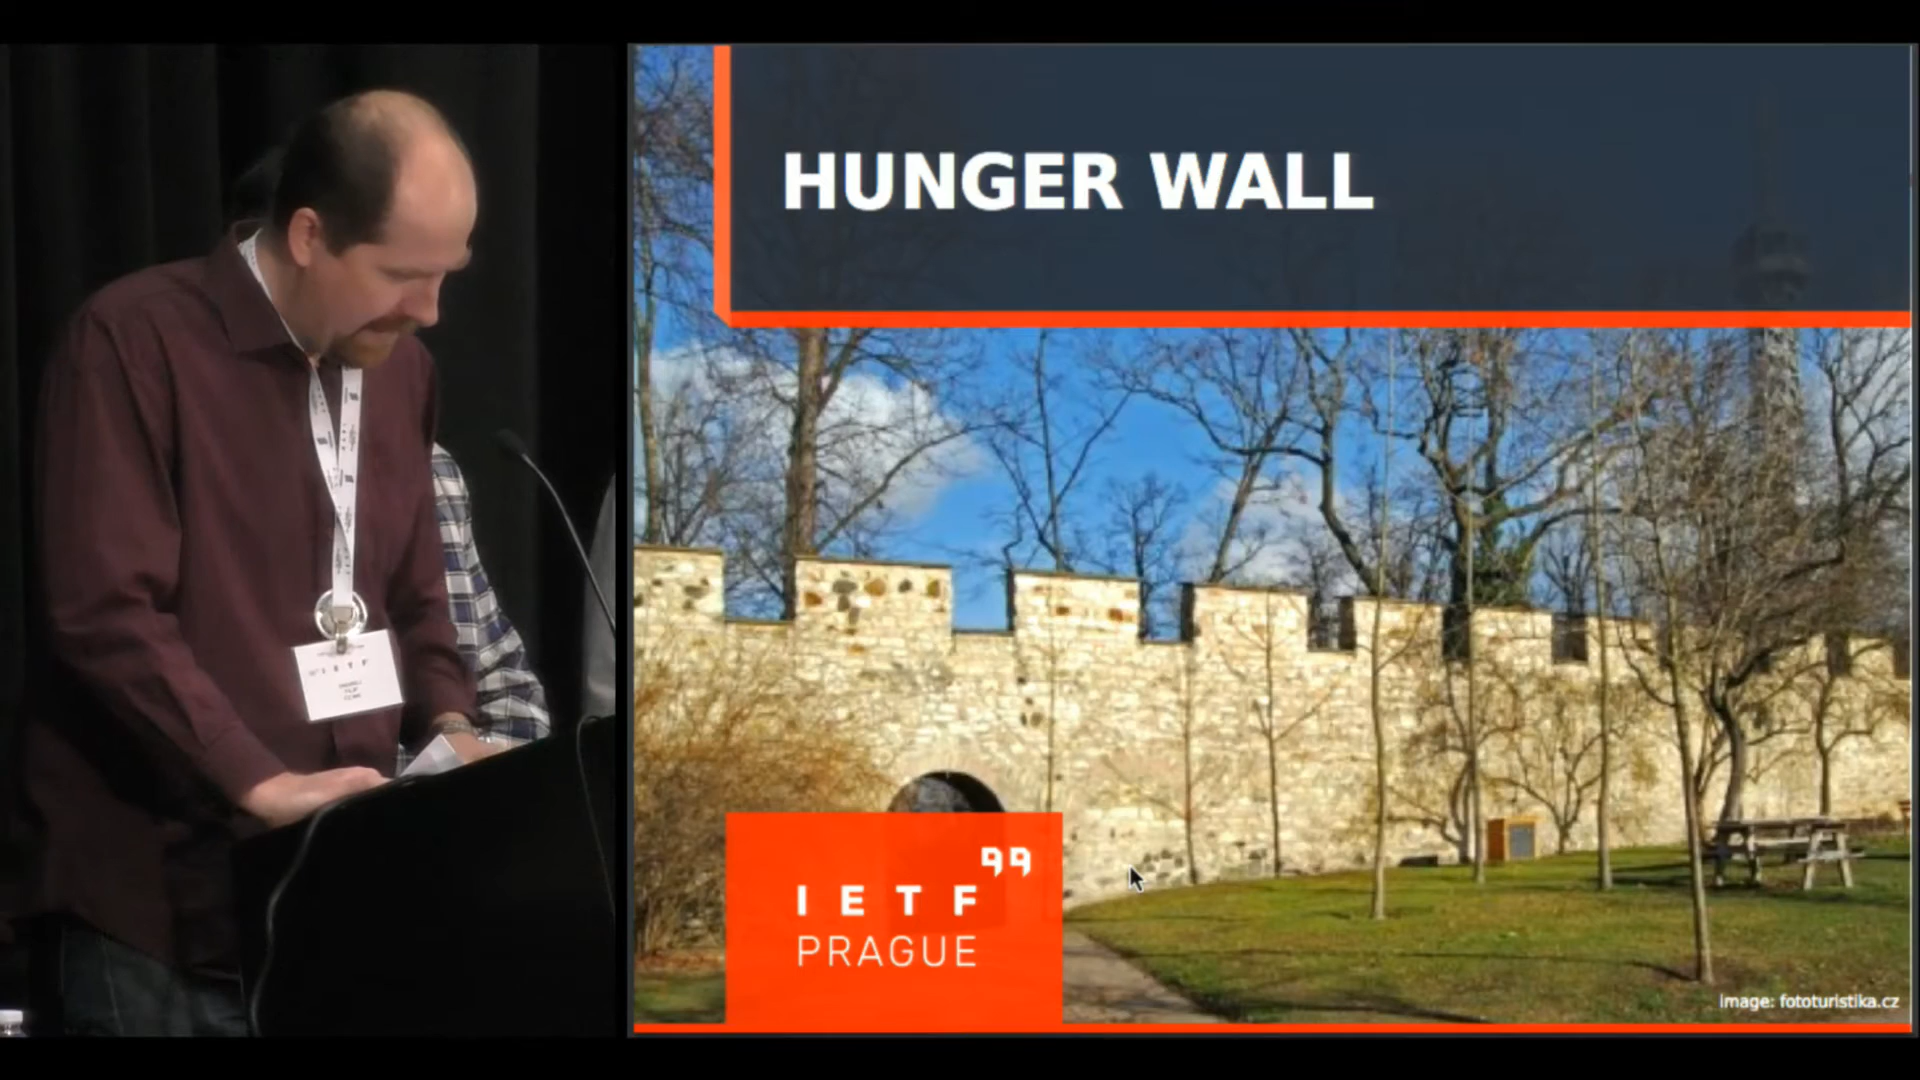 HUNGER WALL
99
I E T F
PRAGUE
image: fototuristika.cz
I E T F